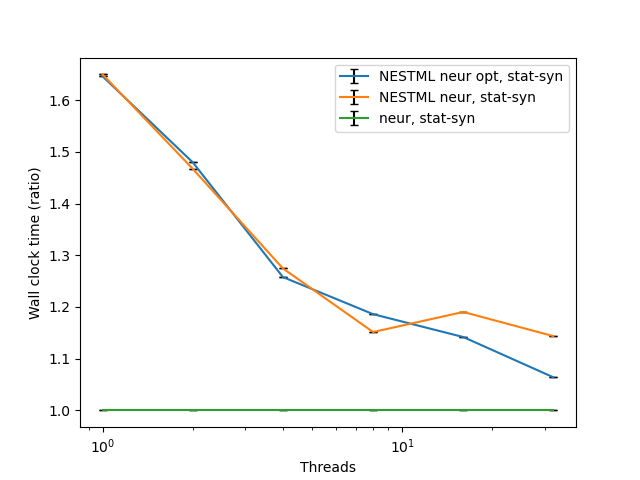 NESTML neur opt, stat-syn
NESTML neur, stat-syn
neur, stat-syn
1.6
1.5
1.4
1.3
1.2
1.1
1.0
Wall clock time (ratio)
10⁰
10¹
Threads